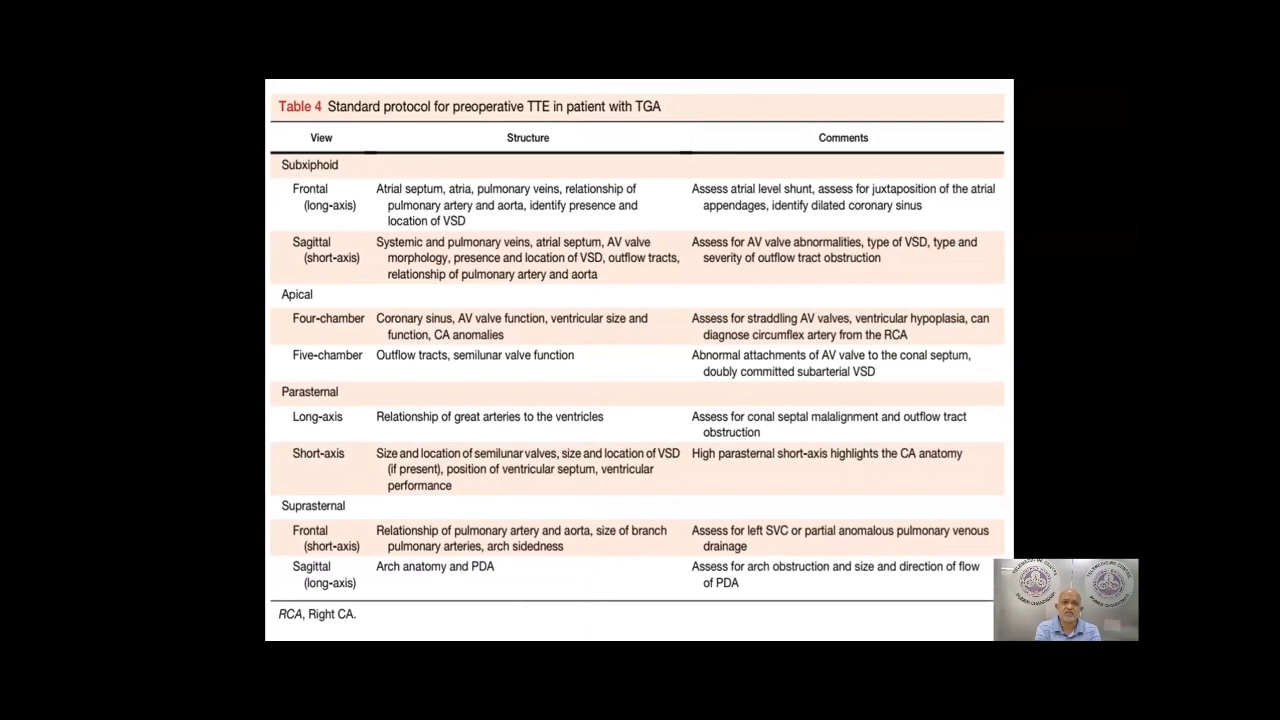 Table 4 Standard protocol for preoperative TTE in patient with TGA
View Structure Comments
Subxiphoid
Frontal (long-axis)
Atrial septum, atria, pulmonary veins, relationship of
pulmonary artery and aorta, identify presence and
location of VSD
Assess atrial level shunt, assess for juxtaposition of the atrial
appendages, identify dilated coronary sinus
Sagittal (short-axis)
Systemic and pulmonary veins, atrial septum, AV valve
morphology, presence and location of VSD, outflow tracts,
relationship of pulmonary artery and aorta
Assess for AV valve abnormalities, type of VSD, type and
severity of outflow tract obstruction
Apical
Four-chamber
Coronary sinus, AV valve function, ventricular size and
function, CA anomalies
Assess for straddling AV valves, ventricular hypoplasia, can
diagnose circumflex artery from the RCA
Five-chamber
Outflow tracts, semilunar valve function
Abnormal attachments of AV valve to the conal septum,
doubly committed subarterial VSD
Parasternal
Long-axis
Relationship of great arteries to the ventricles
Assess for conal septal malalignment and outflow tract
obstruction
Short-axis
Size and location of semilunar valves, size and location of VSD
(if present), position of ventricular septum, ventricular
performance
High parasternal short-axis highlights the CA anatomy
Suprasternal
Frontal (short-axis)
Relationship of pulmonary artery and aorta, size of branch
pulmonary arteries, arch sidedness
Assess for left SVC or partial anomalous pulmonary venous
drainage
Sagittal (long-axis)
Arch anatomy and PDA
Assess for arch obstruction and size and direction of flow
of PDA
RCA, Right CA.